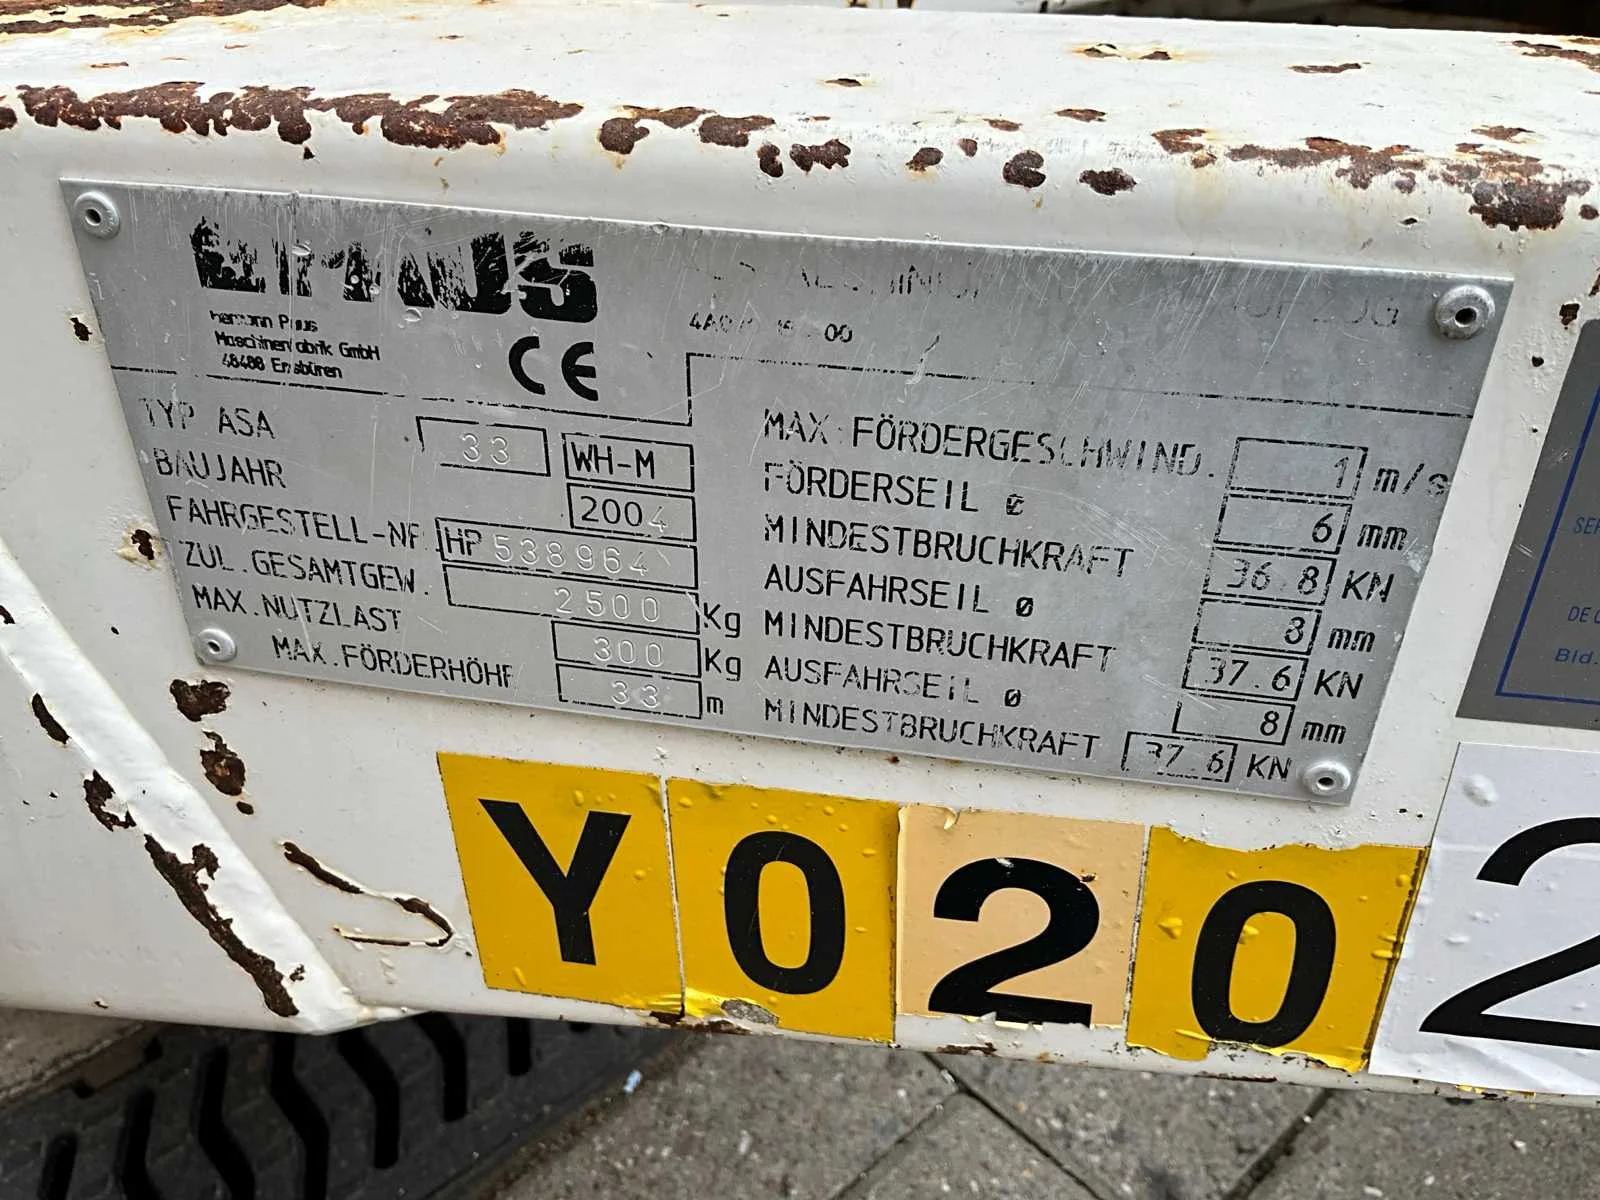 Paus
CE
Hermann Paus
Maschinenfabrik GmbH
48488 Emsbüren
TYP ASA 33 WH-M
BAUJAHR 2004
FAHRGESTELL-NR. HP 538964
ZUL.GESAMTGEW. 2500 Kg
MAX.NUTZLAST 300 Kg
MAX.FÖRDERHÖHE 33 m
MAX.FÖRDERGESCHWIND. 1 m/s
FÖRDERSEIL Ø 6 mm
MINDESTBRUCHKRAFT 36.8 KN
AUSFAHRSEIL Ø 8 mm
MINDESTBRUCHKRAFT 37.6 KN
AUSFAHRSEIL Ø 8 mm
MINDESTBRUCHKRAFT 37.6 KN
Y020
2